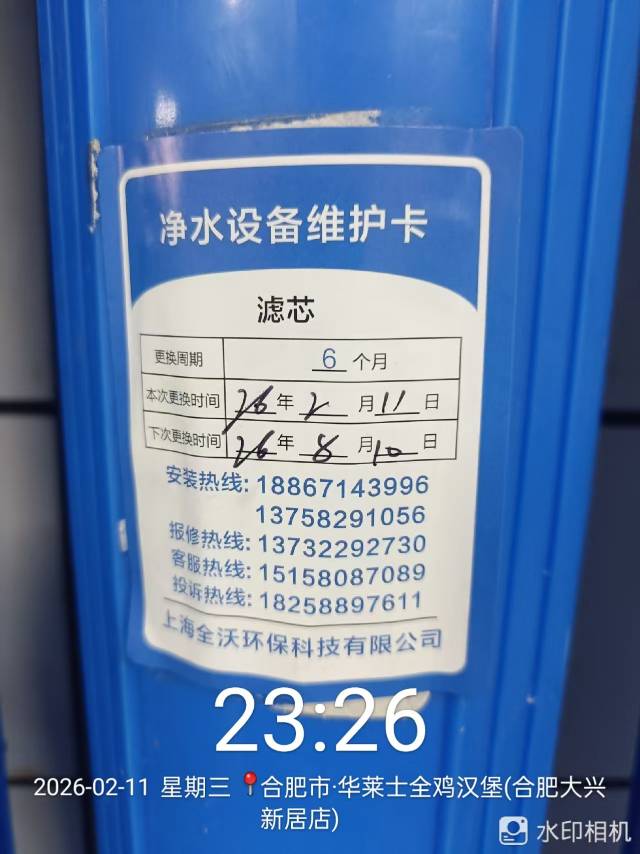 净水设备维护卡
滤芯
更换周期 6 个月
本次更换时间 26年 2 月 11 日
下次更换时间 26年 8 月 10 日
安装热线: 18867143996
13758291056
报修热线: 13732292730
客服热线: 15158087089
投诉热线: 18258897611
上海全沃环保科技有限公司
23:26
2026-02-11 星期三 合肥市·华莱士全鸡汉堡(合肥大兴
新居店)
水印相机